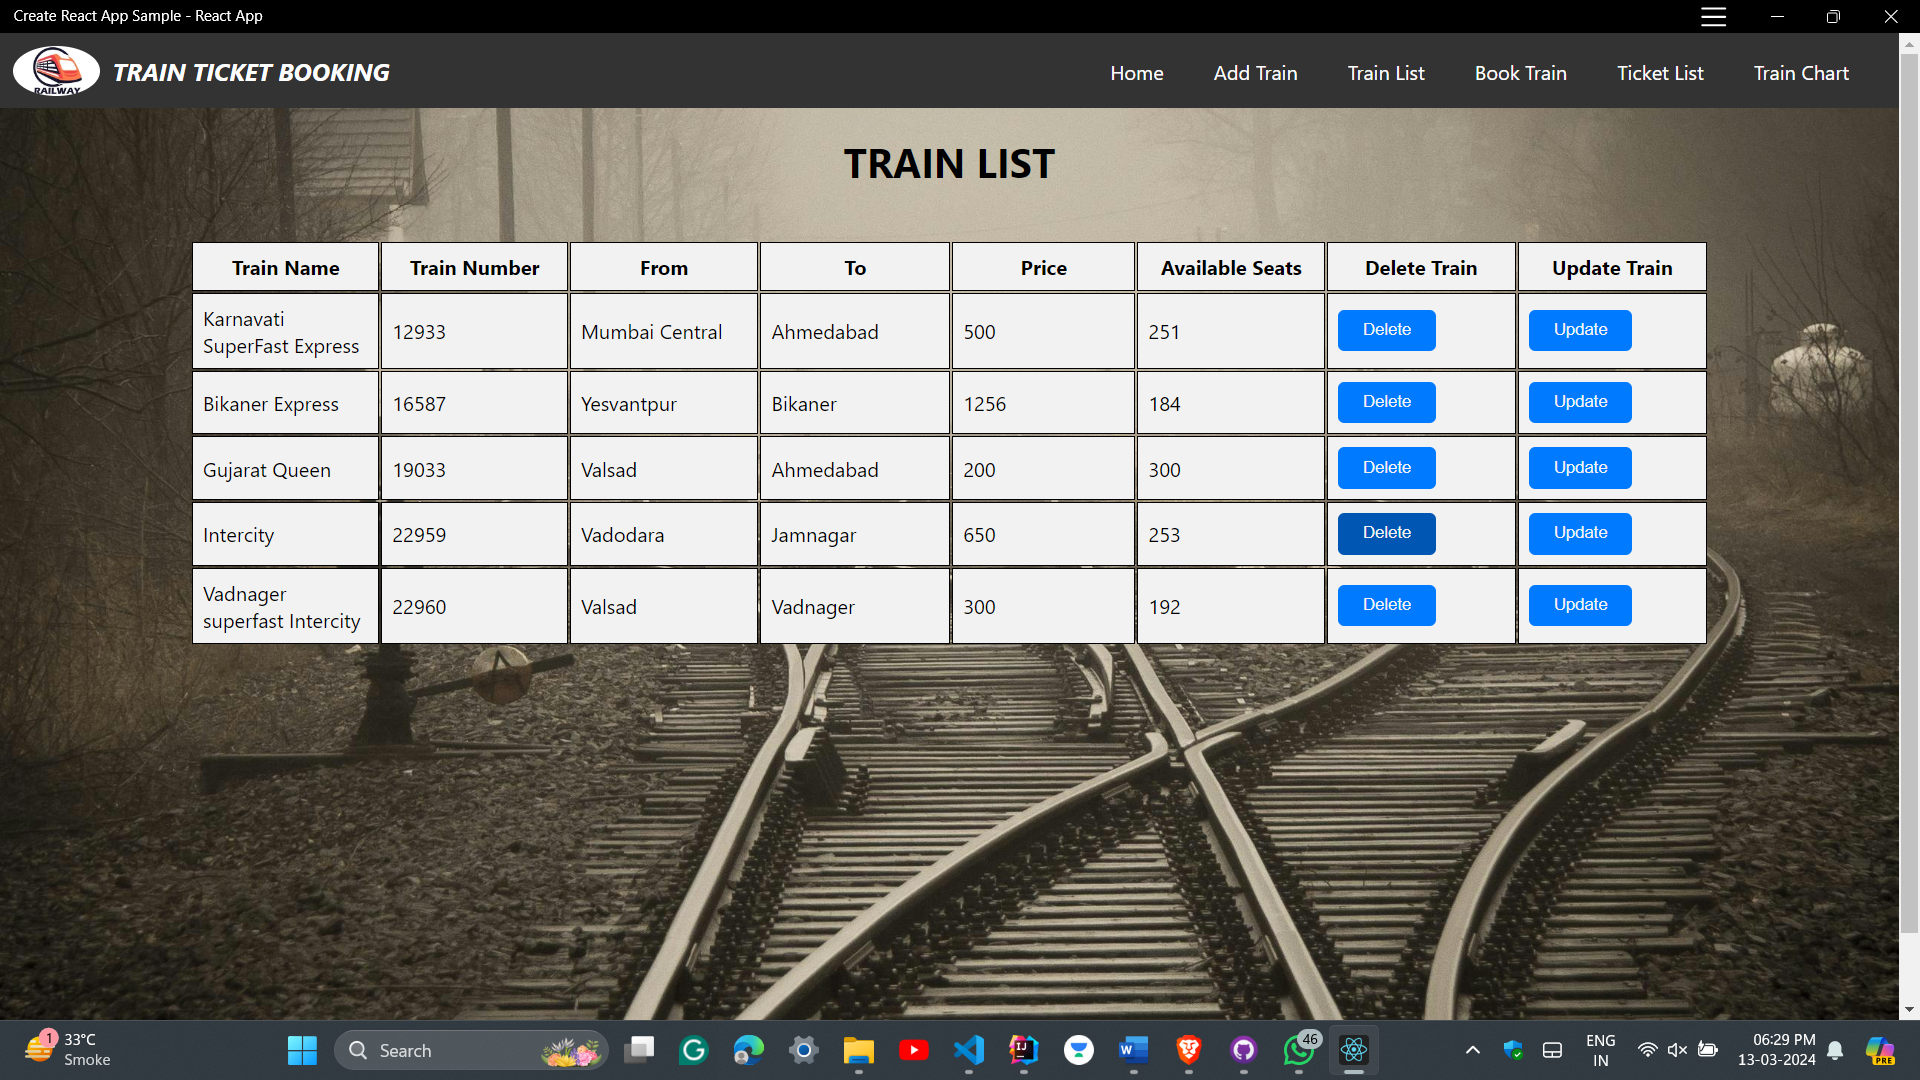 Create React App Sample - React App
RAILWAY
TRAIN TICKET BOOKING
Home Add Train Train List Book Train Ticket List Train Chart
TRAIN LIST
Train Name Train Number From To Price Available Seats Delete Train Update Train
Karnavati
SuperFast Express 12933 Mumbai Central Ahmedabad 500 251 Delete Update
Bikaner Express 16587 Yesvantpur Bikaner 1256 184 Delete Update
Gujarat Queen 19033 Valsad Ahmedabad 200 300 Delete Update
Intercity 22959 Vadodara Jamnagar 650 253 Delete Update
Vadnager
superfast Intercity 22960 Valsad Vadnager 300 192 Delete Update
1
33°C
Smoke
Search
46
ENG
IN
06:29 PM
13-03-2024
PRE